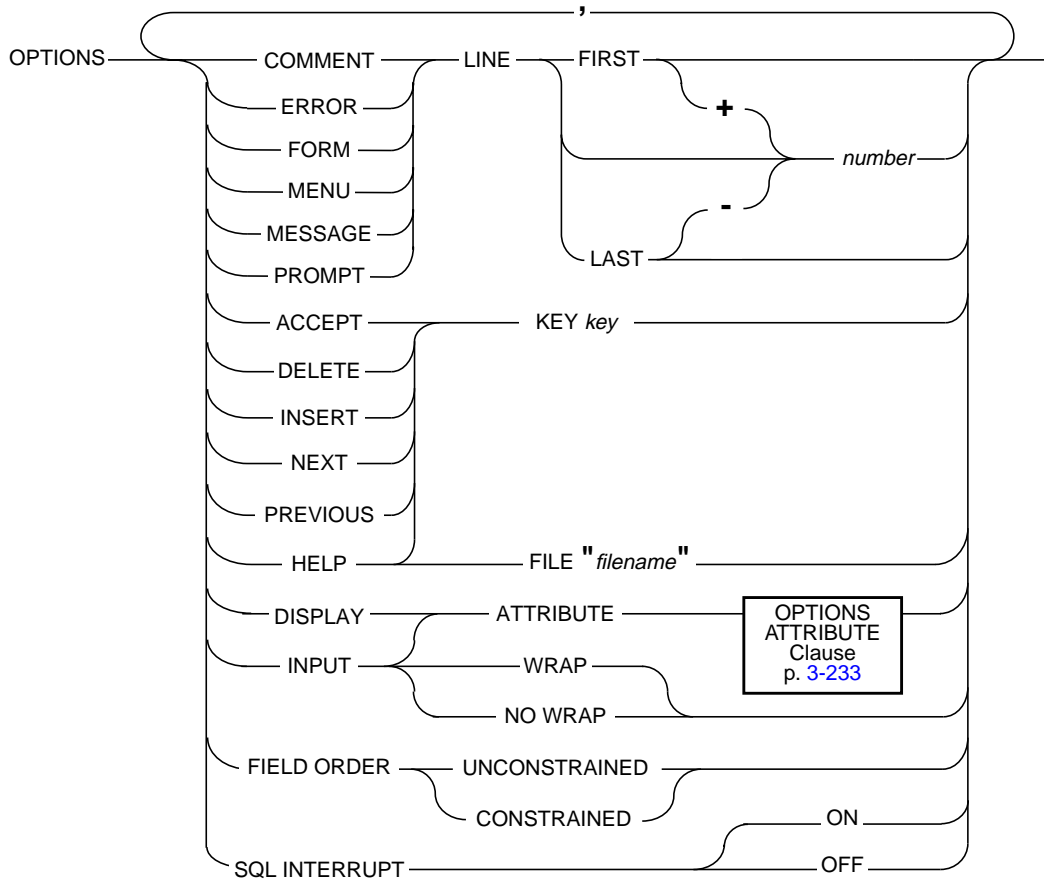 ,
OPTIONS COMMENT LINE FIRST
ERROR +
FORM number
MENU
MESSAGE -
PROMPT LAST
ACCEPT KEY key
DELETE
INSERT
NEXT
PREVIOUS
HELP FILE "filename"
DISPLAY ATTRIBUTE
OPTIONS
ATTRIBUTE
Clause
p. 3-233
INPUT WRAP
NO WRAP
FIELD ORDER UNCONSTRAINED
CONSTRAINED
ON
SQL INTERRUPT OFF